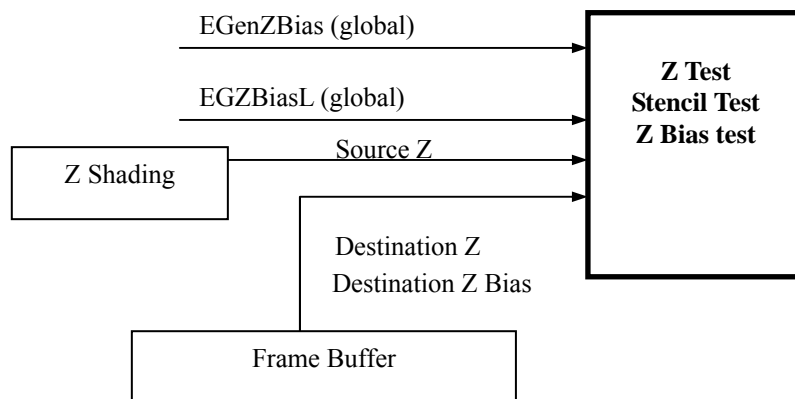 EGenZBias (global)
Z Test
Stencil Test
Z Bias test
EGZBiasL (global)
Source Z
Z Shading
Destination Z
Destination Z Bias
Frame Buffer